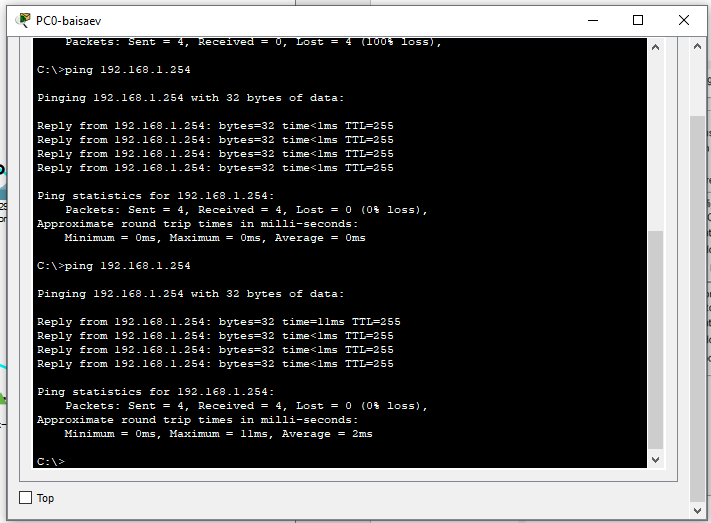 PC0-baisaev
Packets: Sent = 4, Received = 0, Lost = 4 (100% loss),
C:\>ping 192.168.1.254
Pinging 192.168.1.254 with 32 bytes of data:
Reply from 192.168.1.254: bytes=32 time<1ms TTL=255
Reply from 192.168.1.254: bytes=32 time<1ms TTL=255
Reply from 192.168.1.254: bytes=32 time<1ms TTL=255
Reply from 192.168.1.254: bytes=32 time<1ms TTL=255
Ping statistics for 192.168.1.254:
Packets: Sent = 4, Received = 4, Lost = 0 (0% loss),
Approximate round trip times in milli-seconds:
Minimum = 0ms, Maximum = 0ms, Average = 0ms
C:\>ping 192.168.1.254
Pinging 192.168.1.254 with 32 bytes of data:
Reply from 192.168.1.254: bytes=32 time=11ms TTL=255
Reply from 192.168.1.254: bytes=32 time<1ms TTL=255
Reply from 192.168.1.254: bytes=32 time<1ms TTL=255
Reply from 192.168.1.254: bytes=32 time<1ms TTL=255
Ping statistics for 192.168.1.254:
Packets: Sent = 4, Received = 4, Lost = 0 (0% loss),
Approximate round trip times in milli-seconds:
Minimum = 0ms, Maximum = 11ms, Average = 2ms
C:\>
Top